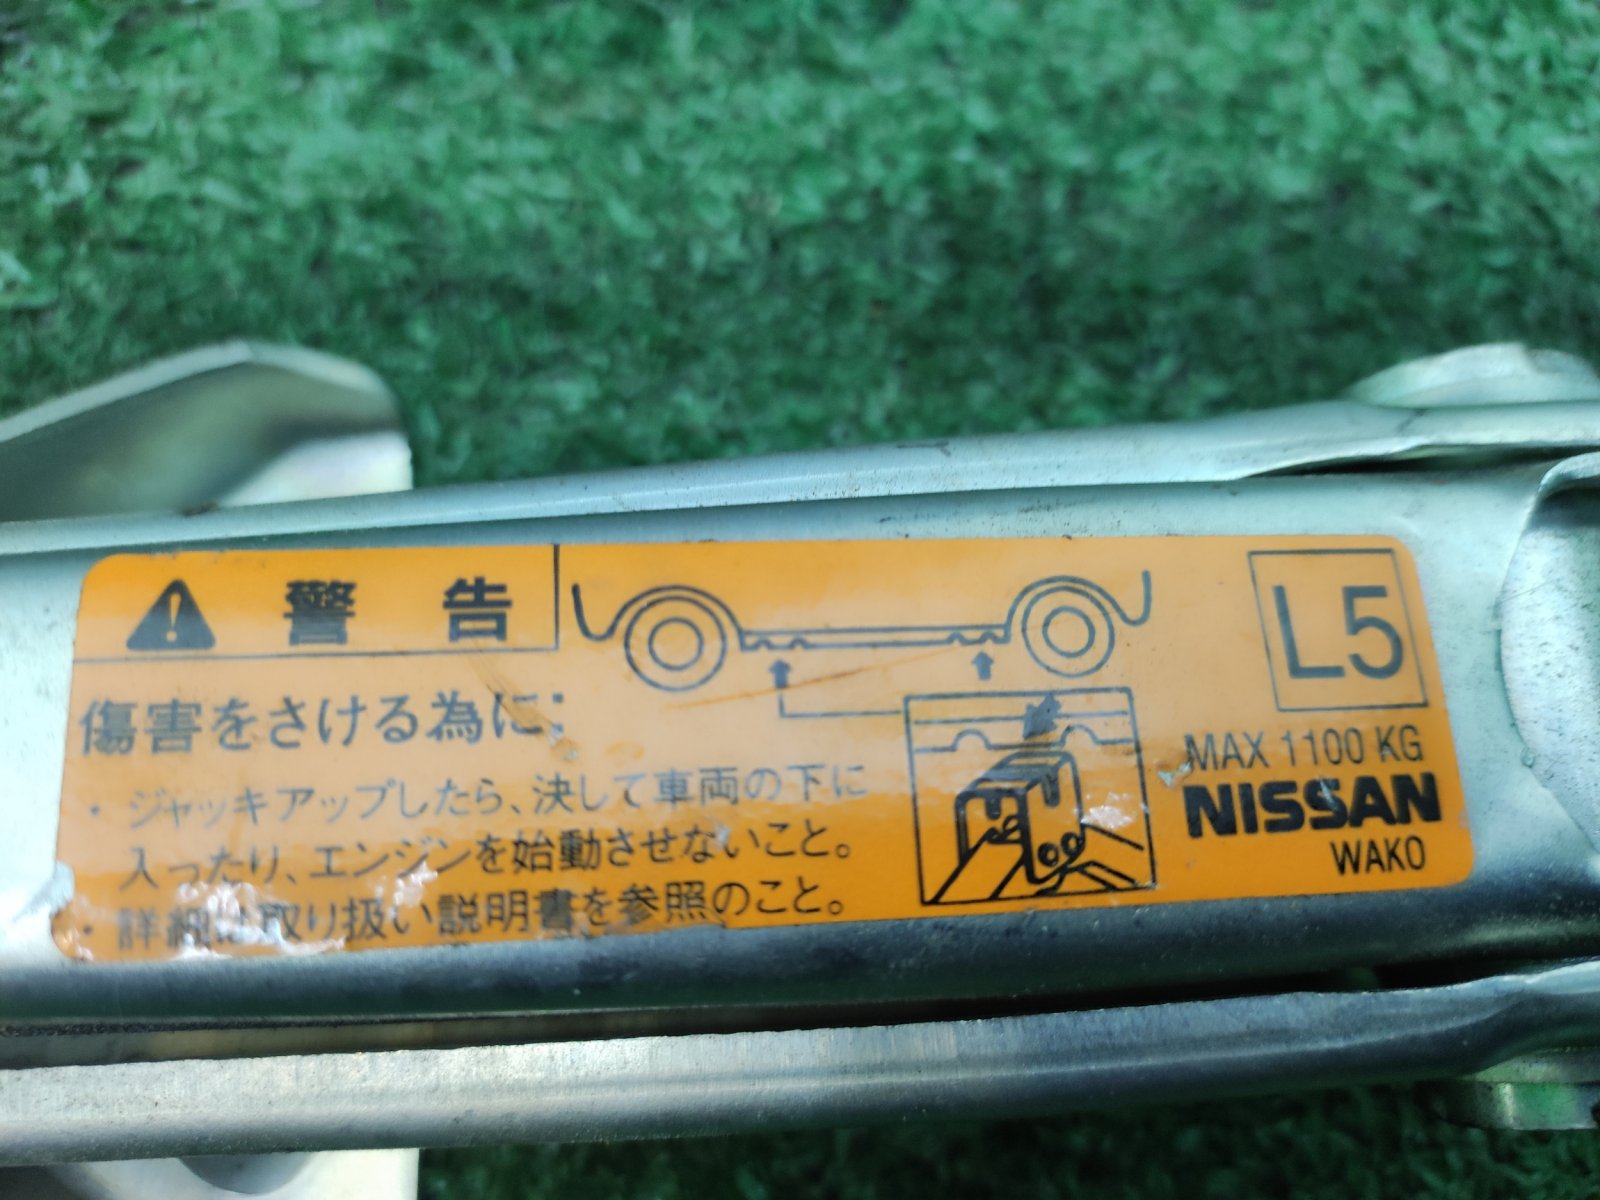 警告
傷害をさける為に:
・ジャッキアップしたら、決して車両の下に
入ったり、エンジンを始動させないこと。
・詳細は取り扱い説明書を参照のこと。
L5
MAX 1100 KG
NISSAN
WAKO